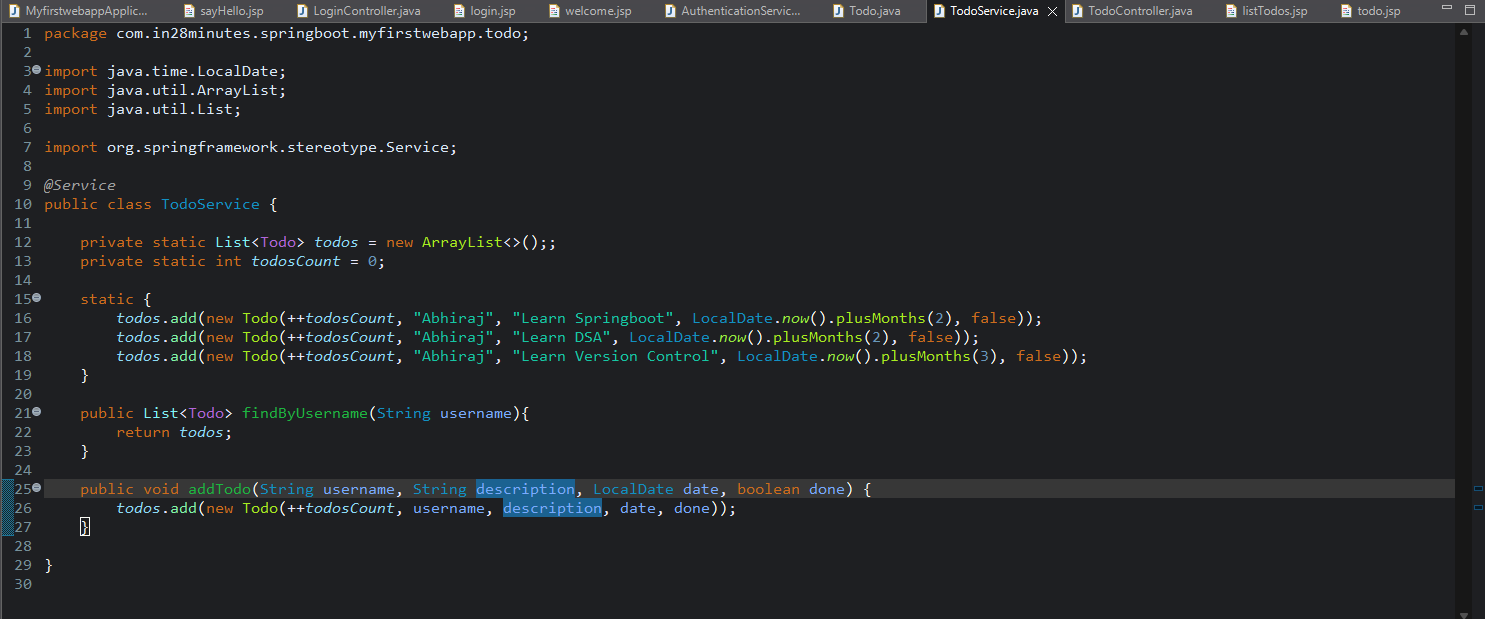 MyfirstwebappApplic... sayHello.jsp LoginController.java login.jsp welcome.jsp AuthenticationServic... Todo.java TodoService.java TodoController.java listTodos.jsp todo.jsp
1 package com.in28minutes.springboot.myfirstwebapp.todo;
2
3 import java.time.LocalDate;
4 import java.util.ArrayList;
5 import java.util.List;
6
7 import org.springframework.stereotype.Service;
8
9 @Service
10 public class TodoService {
11
12     private static List<Todo> todos = new ArrayList<>();;
13     private static int todosCount = 0;
14
15     static {
16         todos.add(new Todo(++todosCount, "Abhiraj", "Learn Springboot", LocalDate.now().plusMonths(2), false));
17         todos.add(new Todo(++todosCount, "Abhiraj", "Learn DSA", LocalDate.now().plusMonths(2), false));
18         todos.add(new Todo(++todosCount, "Abhiraj", "Learn Version Control", LocalDate.now().plusMonths(3), false));
19     }
20
21     public List<Todo> findByUsername(String username){
22         return todos;
23     }
24
25     public void addTodo(String username, String description, LocalDate date, boolean done) {
26         todos.add(new Todo(++todosCount, username, description, date, done));
27     }
28
29 }
30